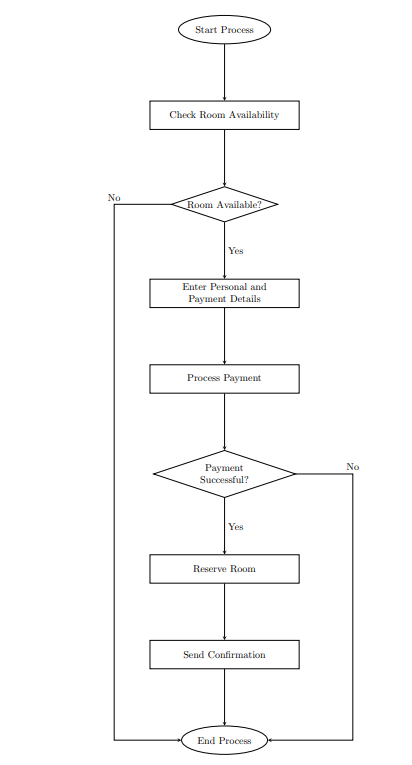 Start Process
Check Room Availability
Room Available?
No
Yes
Enter Personal and
Payment Details
Process Payment
Payment
Successful?
No
Yes
Reserve Room
Send Confirmation
End Process